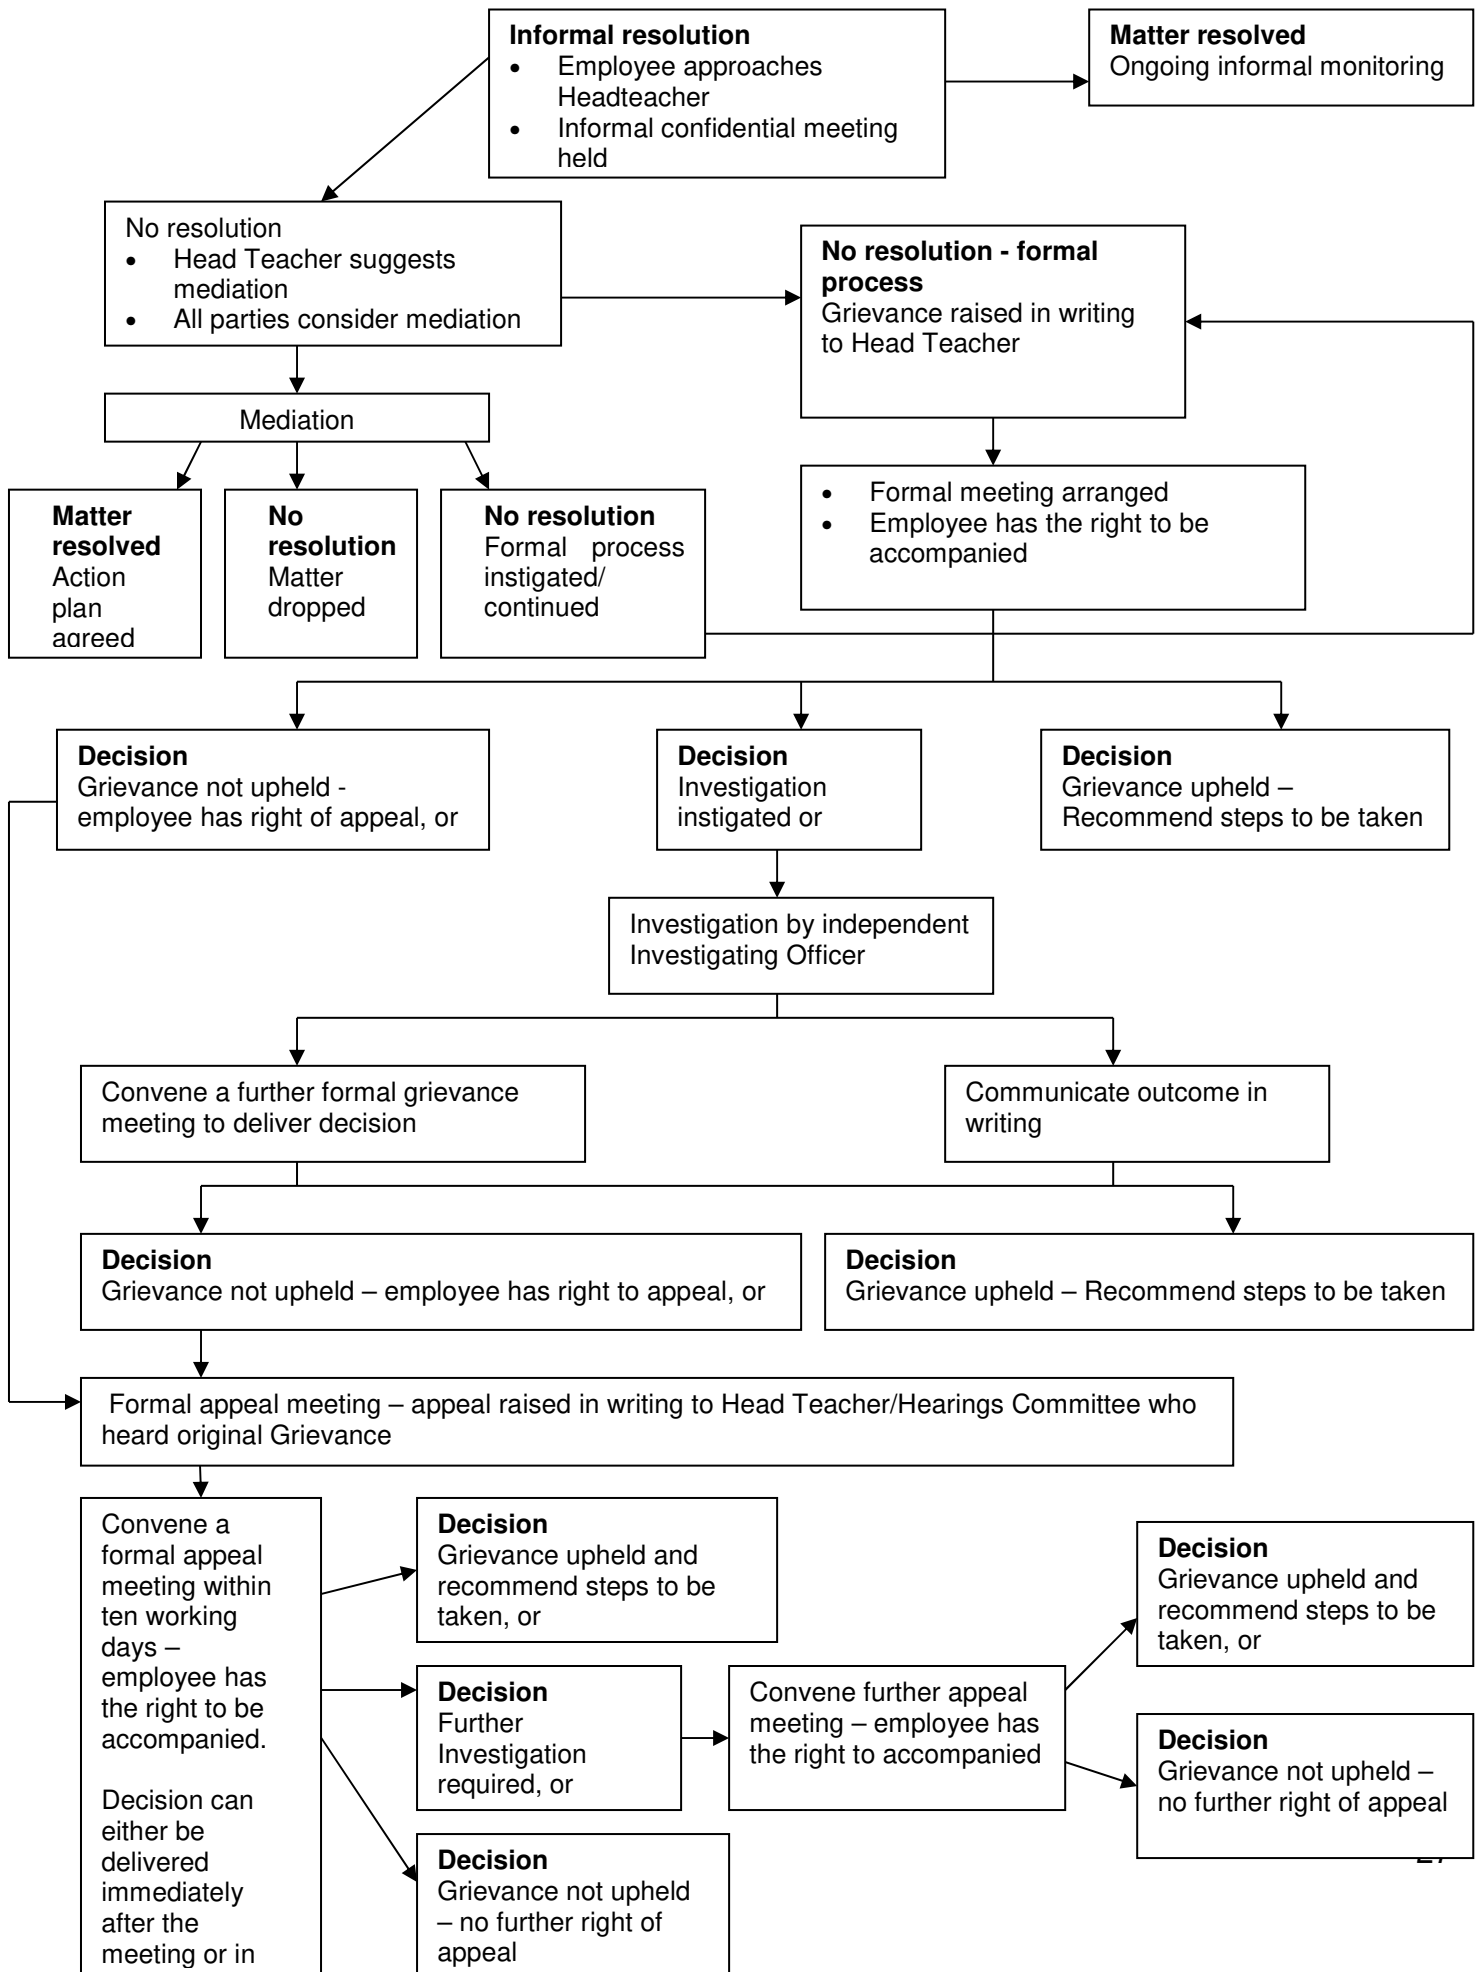 Informal resolution
• Employee approaches
Headteacher
• Informal confidential meeting
held
Matter resolved
Ongoing informal monitoring
No resolution
• Head Teacher suggests
mediation
• All parties consider mediation
No resolution - formal
process
Grievance raised in writing
to Head Teacher
Mediation
Matter
resolved
Action
plan
agreed
No
resolution
Matter
dropped
No resolution
Formal process
instigated/
continued
• Formal meeting arranged
• Employee has the right to be
accompanied
Decision
Grievance not upheld -
employee has right of appeal, or
Decision
Investigation
instigated or
Decision
Grievance upheld –
Recommend steps to be taken
Investigation by independent
Investigating Officer
Convene a further formal grievance
meeting to deliver decision
Communicate outcome in
writing
Decision
Grievance not upheld – employee has right to appeal, or
Decision
Grievance upheld – Recommend steps to be taken
Formal appeal meeting – appeal raised in writing to Head Teacher/Hearings Committee who
heard original Grievance
Convene a
formal appeal
meeting within
ten working
days –
employee has
the right to be
accompanied.
Decision can
either be
delivered
immediately
after the
meeting or in
Decision
Grievance upheld and
recommend steps to be
taken, or
Decision
Further
Investigation
required, or
Decision
Grievance not upheld
– no further right of
appeal
Convene further appeal
meeting – employee has
the right to accompanied
Decision
Grievance upheld and
recommend steps to be
taken, or
Decision
Grievance not upheld –
no further right of appeal